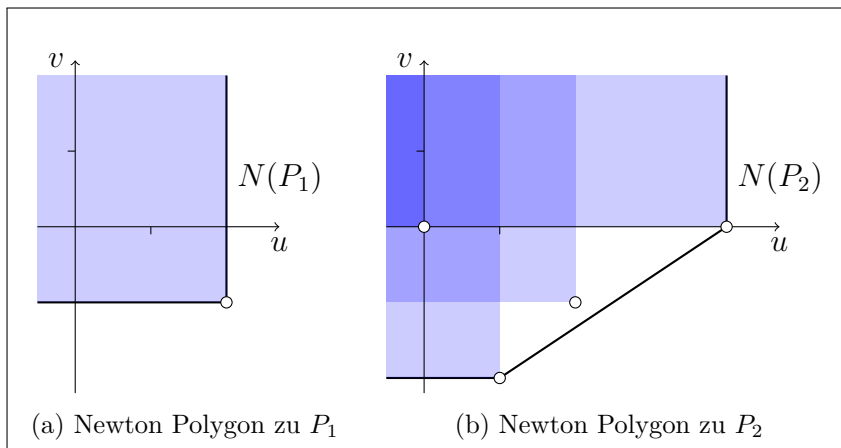 v
N(P₁)
u
(a) Newton Polygon zu P₁
v
N(P₂)
u
(b) Newton Polygon zu P₂